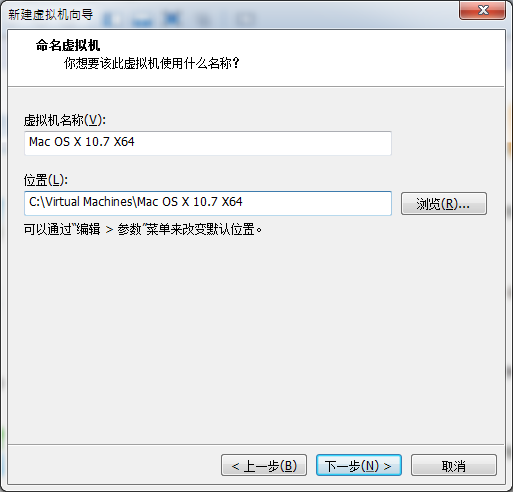 新建虚拟机向导
命名虚拟机
你想要该此虚拟机使用什么名称?
虚拟机名称(V):
Mac OS X 10.7 X64
位置(L):
C:\Virtual Machines\Mac OS X 10.7 X64
浏览(R)...
可以通过"编辑 > 参数"菜单来改变默认位置。
< 上一步(B)
下一步(N) >
取消